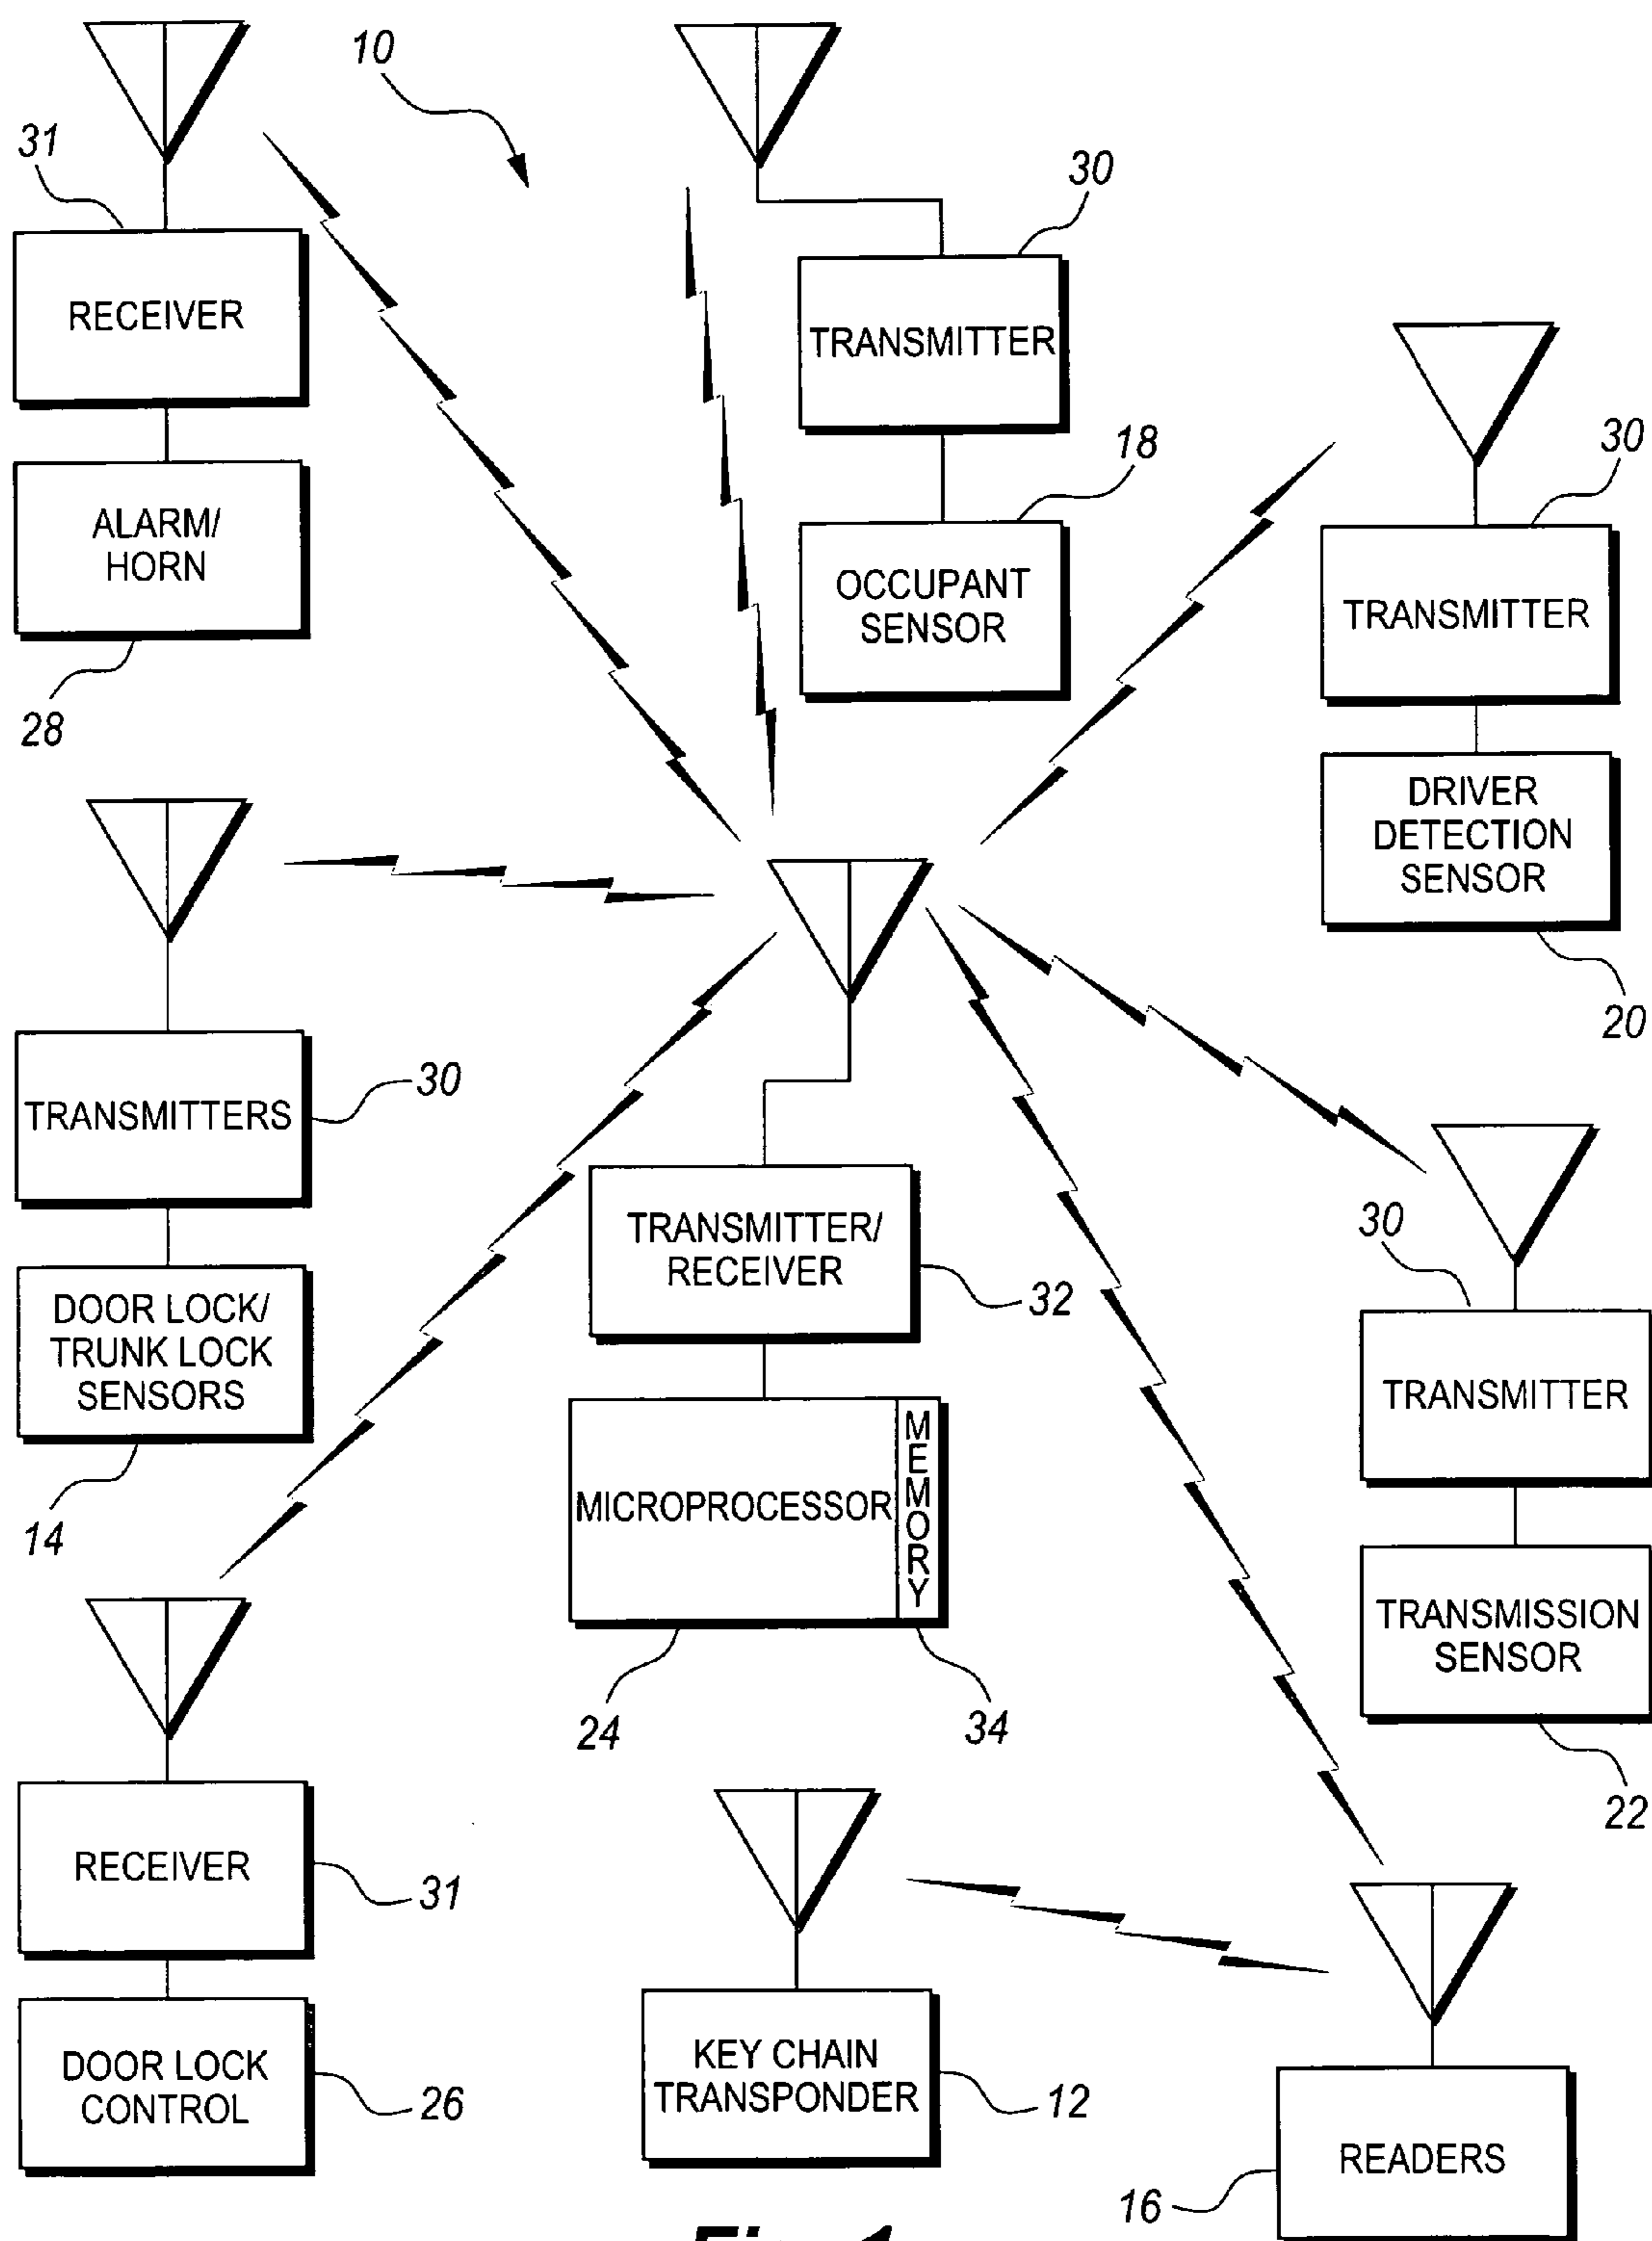 10
31
RECEIVER
ALARM/
HORN
28
30
TRANSMITTER
18
OCCUPANT
SENSOR
30
TRANSMITTER
DRIVER
DETECTION
SENSOR
20
TRANSMITTERS
30
DOOR LOCK/
TRUNK LOCK
SENSORS
14
TRANSMITTER/
RECEIVER
32
MICROPROCESSOR
MEMORY
24
34
30
TRANSMITTER
TRANSMISSION
SENSOR
22
RECEIVER
31
DOOR LOCK
CONTROL
26
KEY CHAIN
TRANSPONDER
12
READERS
16